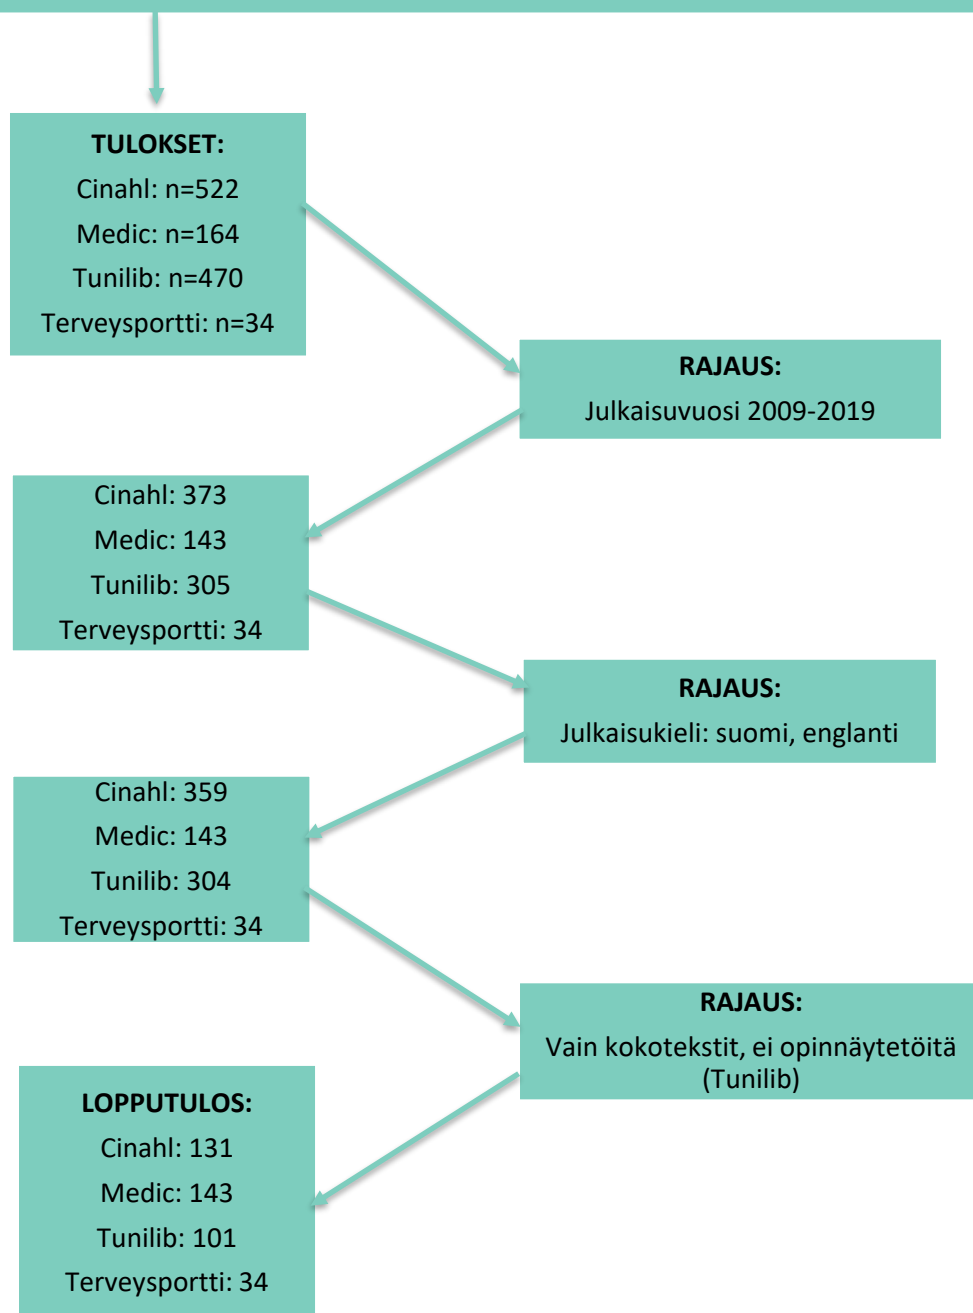 TULOKSET:
Cinahl: n=522
Medic: n=164
Tunilib: n=470
Terveysportti: n=34
RAJAUS:
Julkaisuvuosi 2009-2019
Cinahl: 373
Medic: 143
Tunilib: 305
Terveysportti: 34
RAJAUS:
Julkaisukieli: suomi, englanti
Cinahl: 359
Medic: 143
Tunilib: 304
Terveysportti: 34
RAJAUS:
Vain kokotekstit, ei opinnäytetöitä
(Tunilib)
LOPPUTULOS:
Cinahl: 131
Medic: 143
Tunilib: 101
Terveysportti: 34